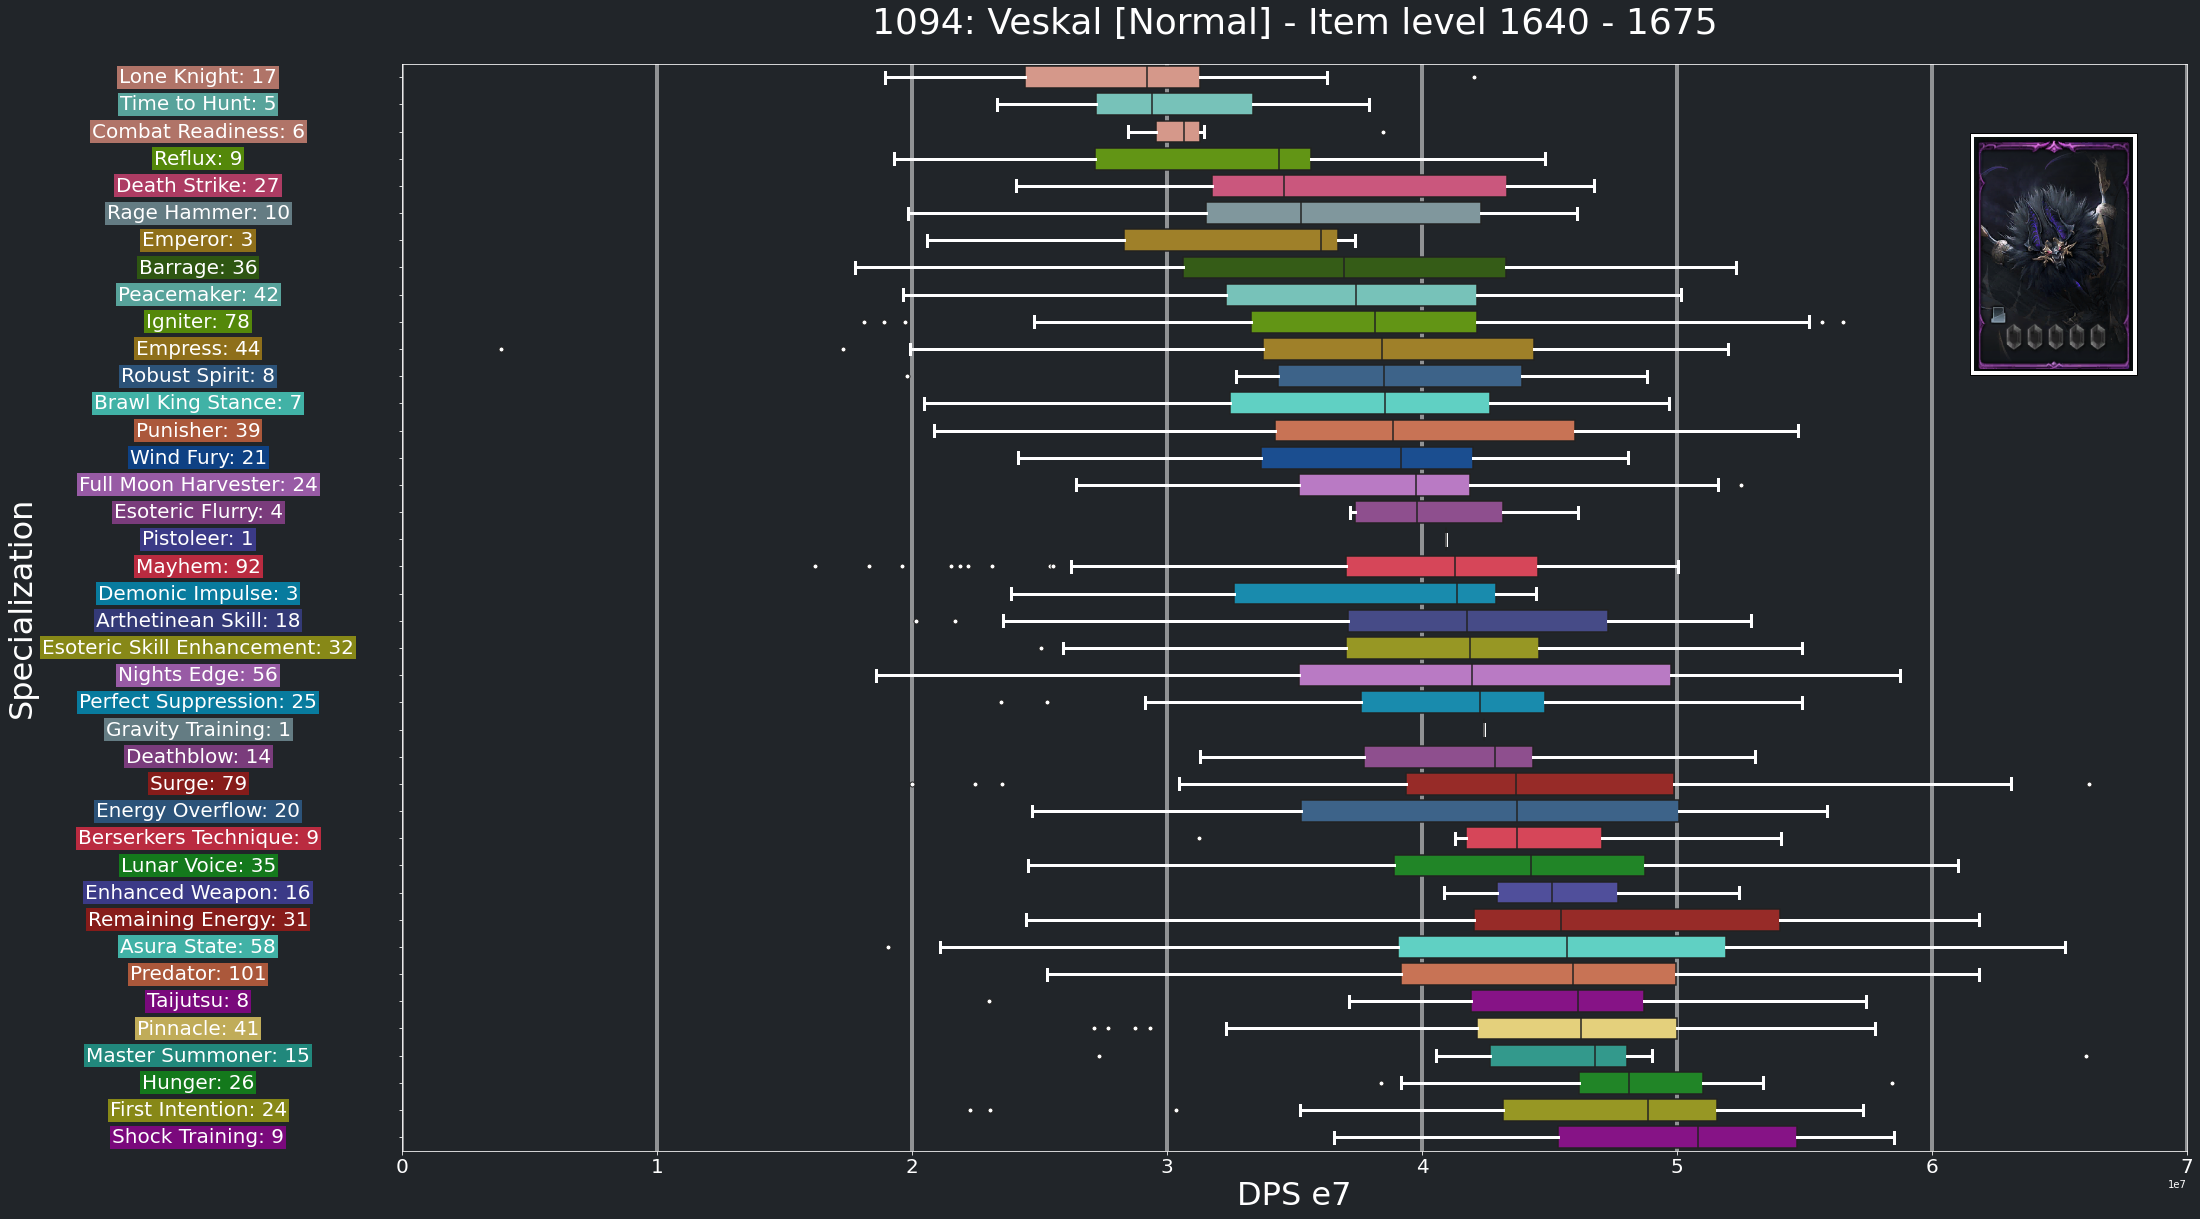 1094: Veskal [Normal] - Item level 1640 - 1675
Specialization
Lone Knight: 17
Time to Hunt: 5
Combat Readiness: 6
Reflux: 9
Death Strike: 27
Rage Hammer: 10
Emperor: 3
Barrage: 36
Peacemaker: 42
Igniter: 78
Empress: 44
Robust Spirit: 8
Brawl King Stance: 7
Punisher: 39
Wind Fury: 21
Full Moon Harvester: 24
Esoteric Flurry: 4
Pistoleer: 1
Mayhem: 92
Demonic Impulse: 3
Arthetinean Skill: 18
Esoteric Skill Enhancement: 32
Nights Edge: 56
Perfect Suppression: 25
Gravity Training: 1
Deathblow: 14
Surge: 79
Energy Overflow: 20
Berserkers Technique: 9
Lunar Voice: 35
Enhanced Weapon: 16
Remaining Energy: 31
Asura State: 58
Predator: 101
Taijutsu: 8
Pinnacle: 41
Master Summoner: 15
Hunger: 26
First Intention: 24
Shock Training: 9
0 1 2 3 4 5 6 7
1e7
DPS e7